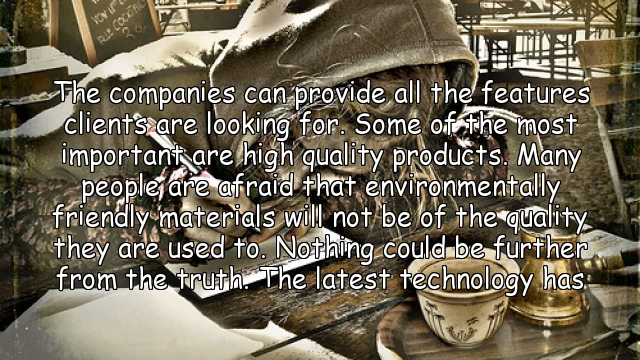 The companies can provide all the features
clients are looking for. Some of the most
important are high quality products. Many
people are afraid that environmentally
friendly materials will not be of the quality
they are used to. Nothing could be further
from the truth. The latest technology has